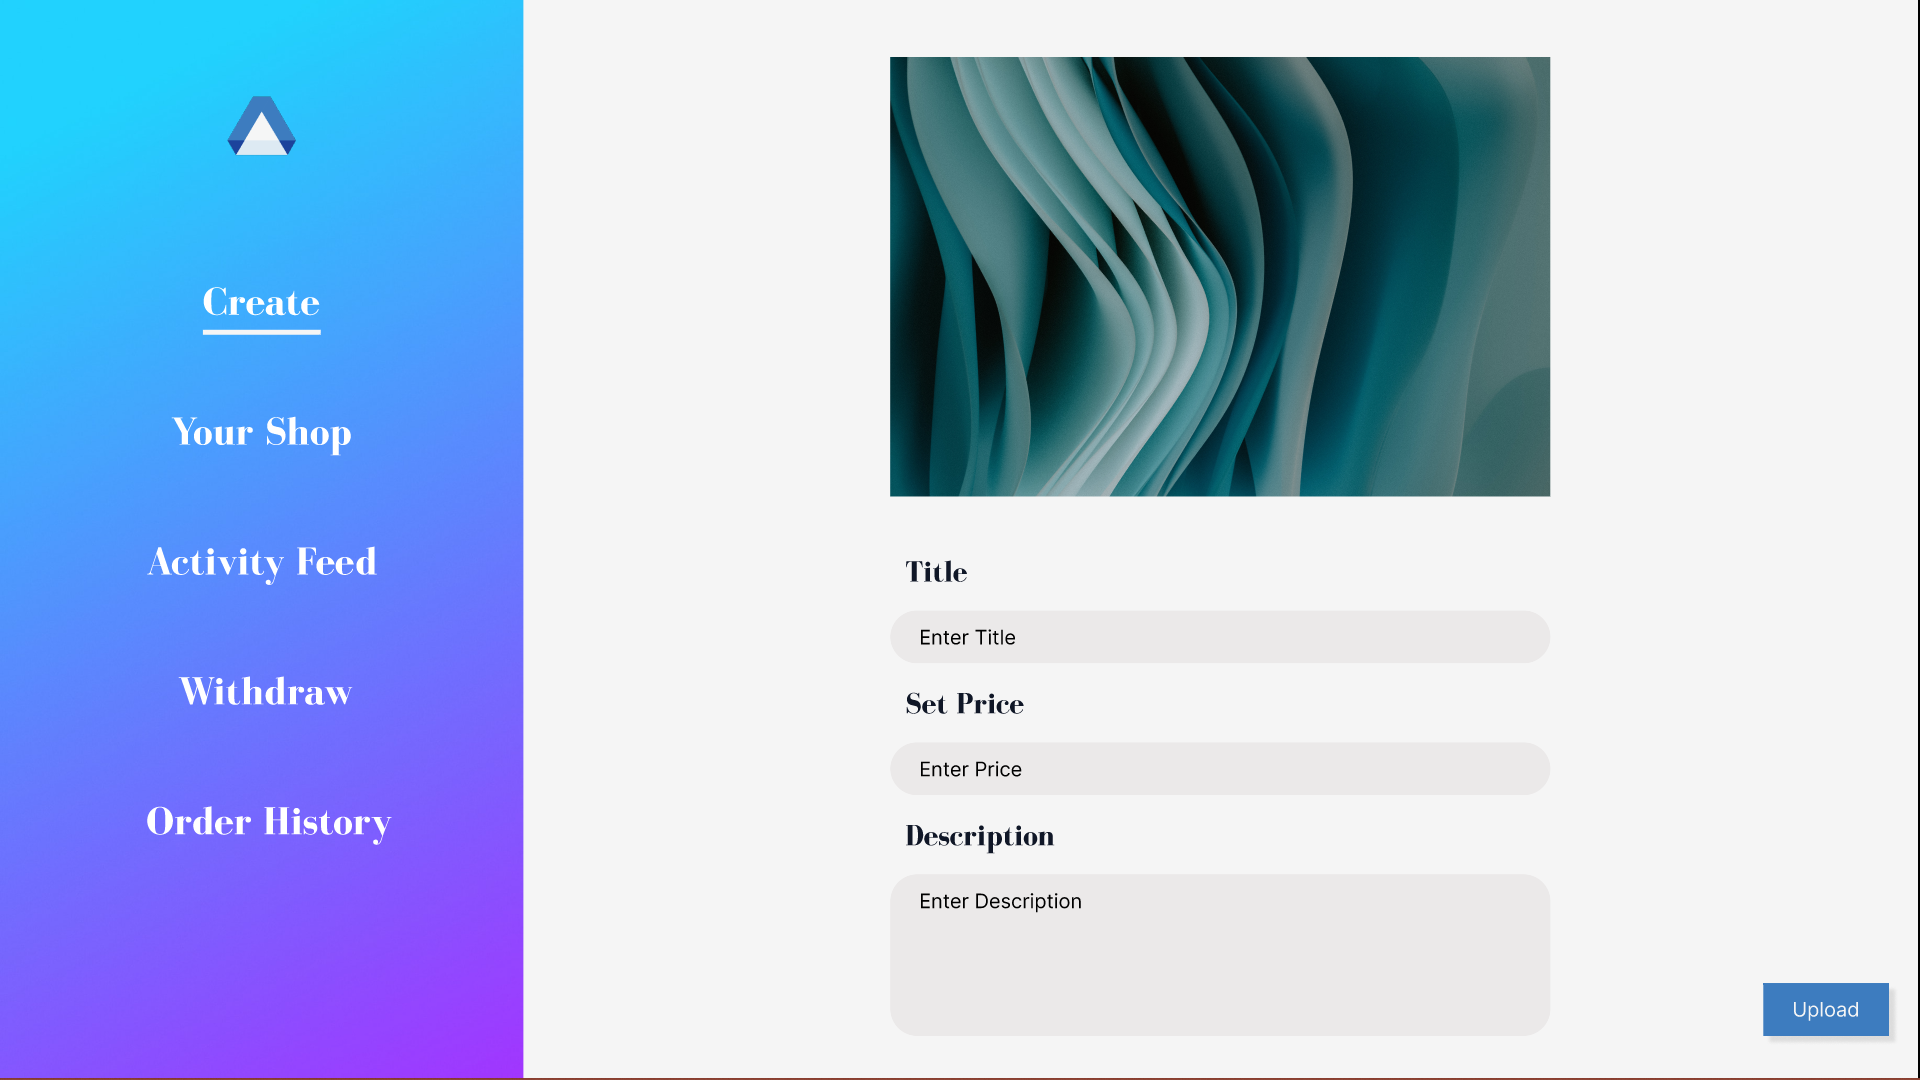 Create
Your Shop
Activity Feed
Withdraw
Order History
Title
Enter Title
Set Price
Enter Price
Description
Enter Description
Upload